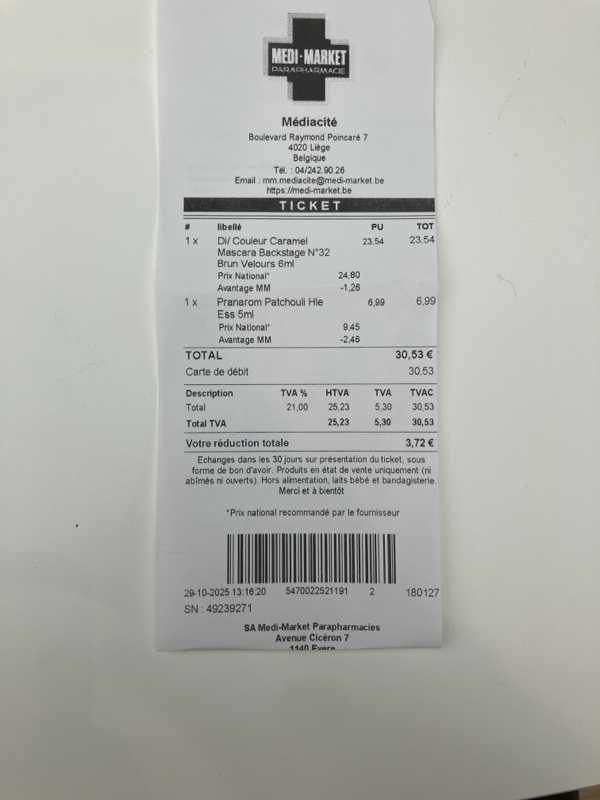 MEDI-MARKET
PARAPHARMACIE
Médiacité
Boulevard Raymond Poincaré 7
4020 Liège
Belgique
Tél. : 04/242.90.26
Email : mm.mediacite@medi-market.be
https://medi-market.be
TICKET
# libellé PU TOT
1 x Di/ Couleur Caramel 23,54 23,54
Mascara Backstage N°32
Brun Velours 6ml
Prix National* 24,80
Avantage MM -1,26
1 x Pranarom Patchouli Hle 6,99 6,99
Ess 5ml
Prix National* 9,45
Avantage MM -2,46
TOTAL 30,53 €
Carte de débit 30,53
Description TVA % HTVA TVA TVAC
Total 21,00 25,23 5,30 30,53
Total TVA 25,23 5,30 30,53
Votre réduction totale 3,72 €
Echanges dans les 30 jours sur présentation du ticket, sous
forme de bon d'avoir. Produits en état de vente uniquement (ni
abîmés ni ouverts). Hors alimentation, laits bébé et bandagisterie.
Merci et à bientôt
*Prix national recommandé par le fournisseur
29-10-2025 13:16:20 5470022521191 2 180127
SN : 49239271
SA Medi-Market Parapharmacies
Avenue Cicéron 7
1140 Evere